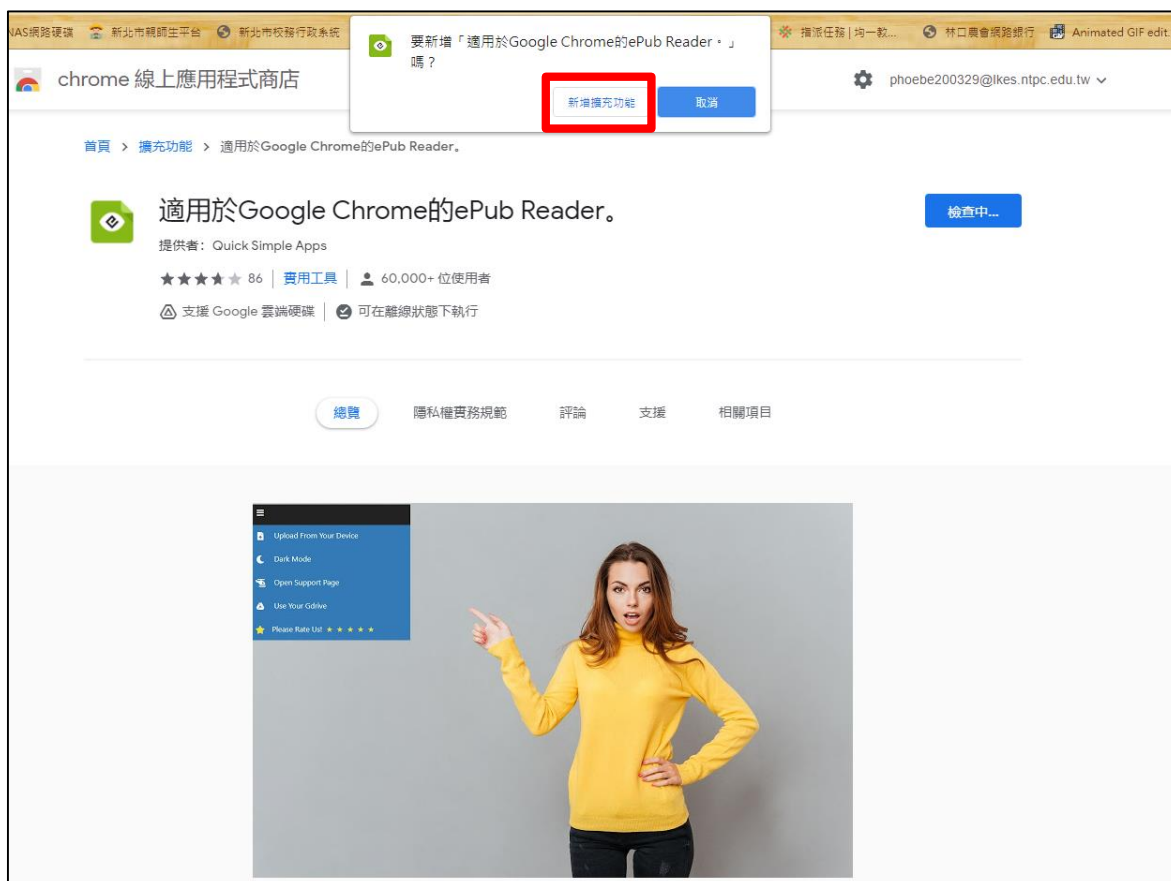 NAS網路硬碟 新北市親師生平台 新北市校務行政系統 指派任務 | 均一教... 林口農會網路銀行 Animated GIF edit
要新增「適用於Google Chrome的ePub Reader。」
嗎？
新增擴充功能 取消
chrome 線上應用程式商店 phoebe200329@lkes.ntpc.edu.tw
首頁 > 擴充功能 > 適用於Google Chrome的ePub Reader。
適用於Google Chrome的ePub Reader。
檢查中...
提供者： Quick Simple Apps
86 實用工具 60,000+ 位使用者
支援 Google 雲端硬碟 可在離線狀態下執行
總覽 隱私權實務規範 評論 支援 相關項目
Upload From Your Device
Dark Mode
Open Support Page
Use Your Gdrive
Please Rate Us! ★ ★ ★ ★ ★